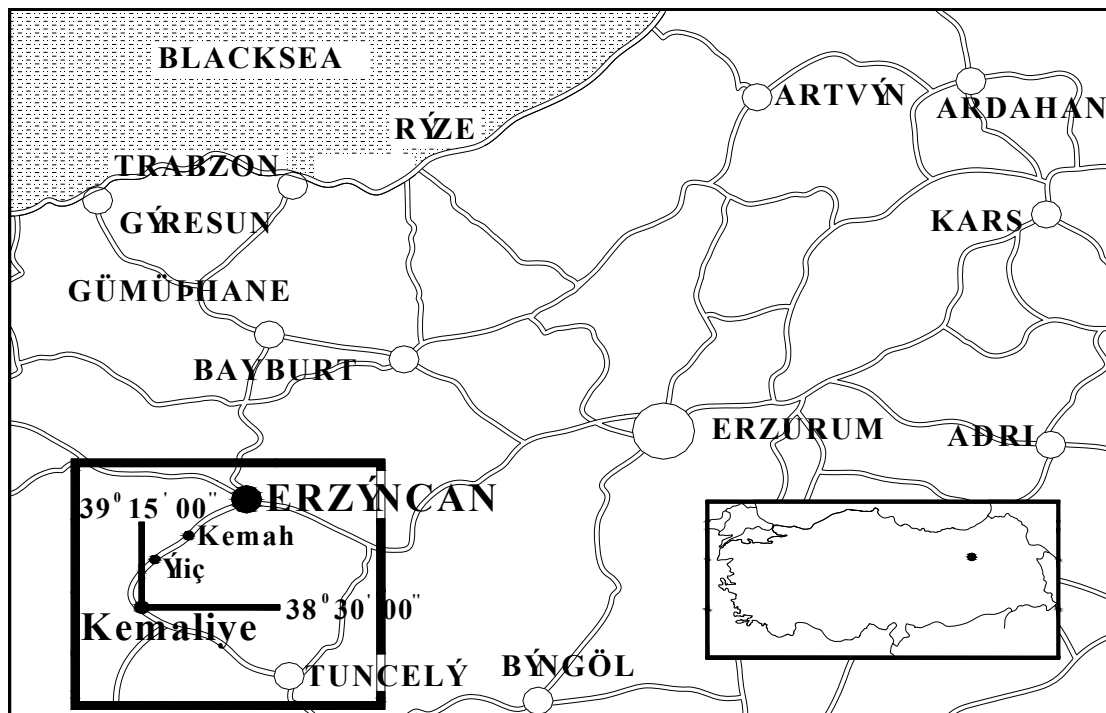 BLACKSEA
ARTVÝN
ARDAHAN
RÝZE
TRABZON
GÝRESUN
KARS
GÜMÜÞHANE
BAYBURT
ERZURUM
AÐRI
ERZÝNCAN
39⁰ 15' 00"
Kemah
Ýliç
38⁰ 30' 00"
Kemaliye
TUNCELÝ
BÝNGÖL